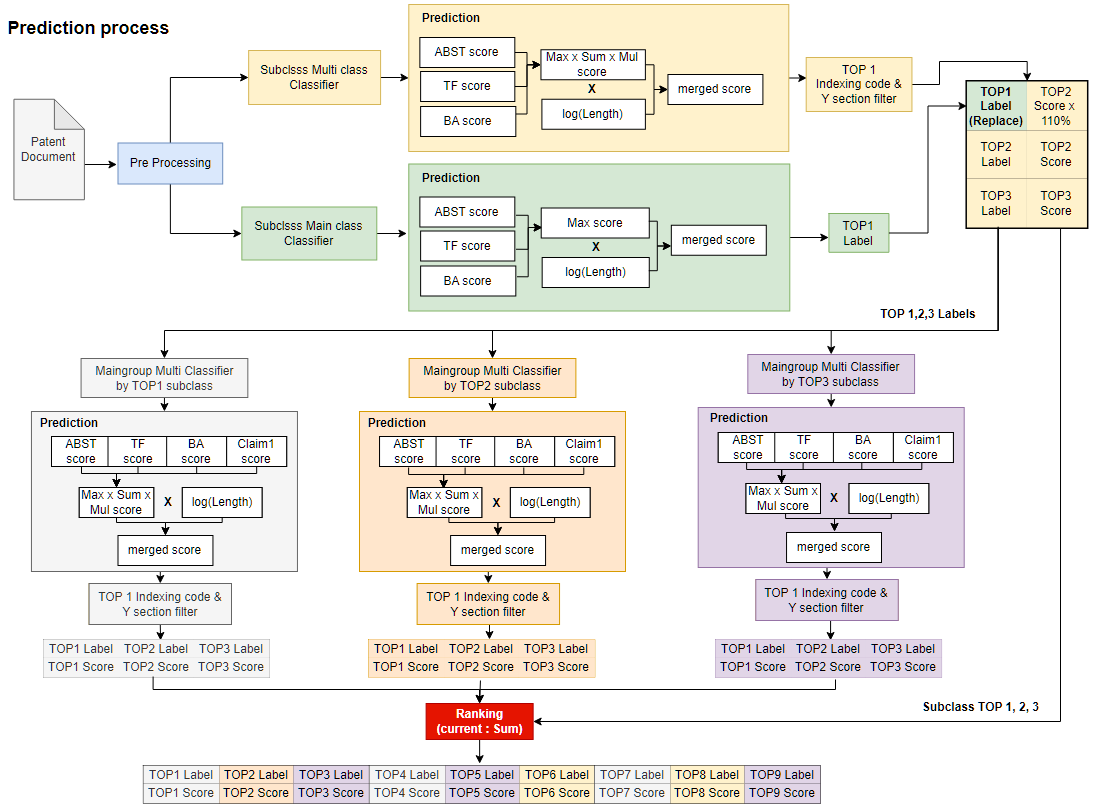 Prediction process
Patent
Document
Pre Processing
Subclsss Multi class
Classifier
Prediction
ABST score
TF score
BA score
Max x Sum x Mul
score
X
log(Length)
merged score
TOP 1
Indexing code &
Y section filter
Subclsss Main class
Classifier
Prediction
ABST score
TF score
BA score
Max score
X
log(Length)
merged score
TOP1
Label
TOP1
Label
(Replace)
TOP2
Score x
110%
TOP2
Label
TOP2
Score
TOP3
Label
TOP3
Score
TOP 1,2,3 Labels
Maingroup Multi Classifier
by TOP1 subclass
Prediction
ABST
score
TF
score
BA
score
Claim1
score
Max x Sum x
Mul score
X
log(Length)
merged score
TOP 1 Indexing code &
Y section filter
TOP1 Label TOP2 Label TOP3 Label
TOP1 Score TOP2 Score TOP3 Score
Maingroup Multi Classifier
by TOP2 subclass
Prediction
ABST
score
TF
score
BA
score
Claim1
score
Max x Sum x
Mul score
X
log(Length)
merged score
TOP 1 Indexing code &
Y section filter
TOP1 Label TOP2 Label TOP3 Label
TOP1 Score TOP2 Score TOP3 Score
Maingroup Multi Classifier
by TOP3 subclass
Prediction
ABST
score
TF
score
BA
score
Claim1
score
Max x Sum x
Mul score
X
log(Length)
merged score
TOP 1 Indexing code &
Y section filter
TOP1 Label TOP2 Label TOP3 Label
TOP1 Score TOP2 Score TOP3 Score
Subclass TOP 1, 2, 3
Ranking
(current : Sum)
TOP1 Label TOP2 Label TOP3 Label TOP4 Label TOP5 Label TOP6 Label TOP7 Label TOP8 Label TOP9 Label
TOP1 Score TOP2 Score TOP3 Score TOP4 Score TOP5 Score TOP6 Score TOP7 Score TOP8 Score TOP9 Score